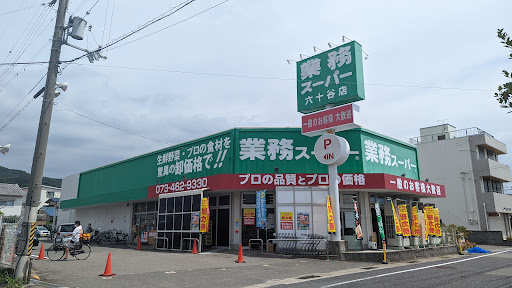 業務
スーパー
六十谷店
一般のお客様大歓迎
P
IN
生鮮野菜・プロの食材を
驚異の卸価格で!!
073-462-9330
業務スーパー
プロの品質とプロの価格
業務スーパー
一般のお客様大歓迎